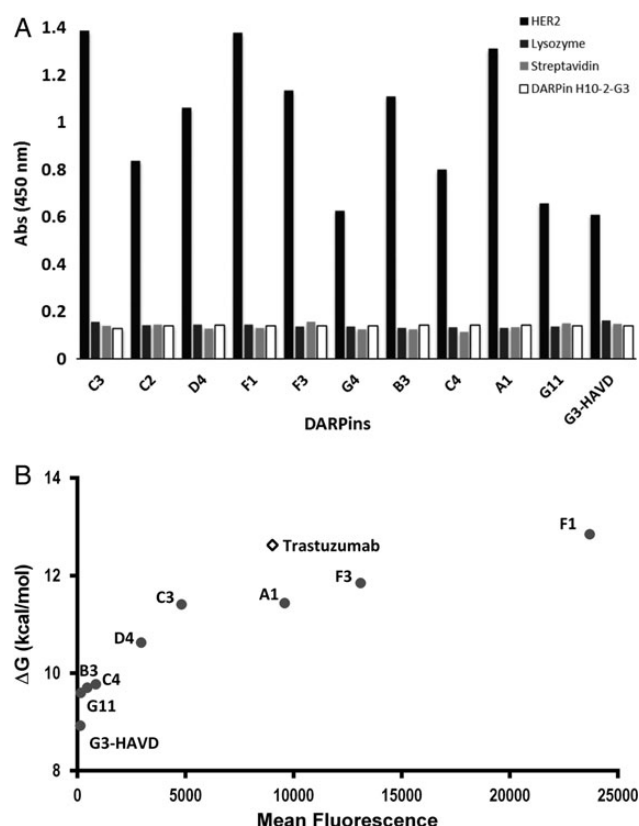 A
1.4
1.2
1
0.8
0.6
0.4
0.2
0
Abs (450 nm)
HER2
Lysozyme
Streptavidin
DARPin H10-2-G3
C3
C2
D4
F1
F3
G4
B3
C4
A1
G11
G3-HAVD
DARPins
B
14
12
10
8
ΔG (kcal/mol)
F1
Trastuzumab
F3
A1
C3
D4
B3
C4
G11
G3-HAVD
0
5000
10000
15000
20000
25000
Mean Fluorescence